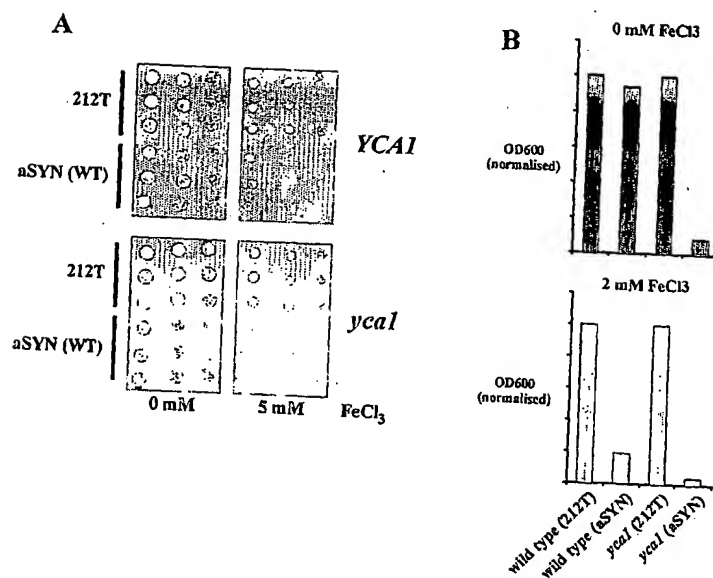 A
212T
aSYN (WT)
YCA1
212T
aSYN (WT)
yca1
0 mM
5 mM
FeCl3
B
0 mM FeCl3
OD600
(normalised)
2 mM FeCl3
OD600
(normalised)
wild type (212T)
wild type (aSYN)
yca1 (212T)
yca1 (aSYN)